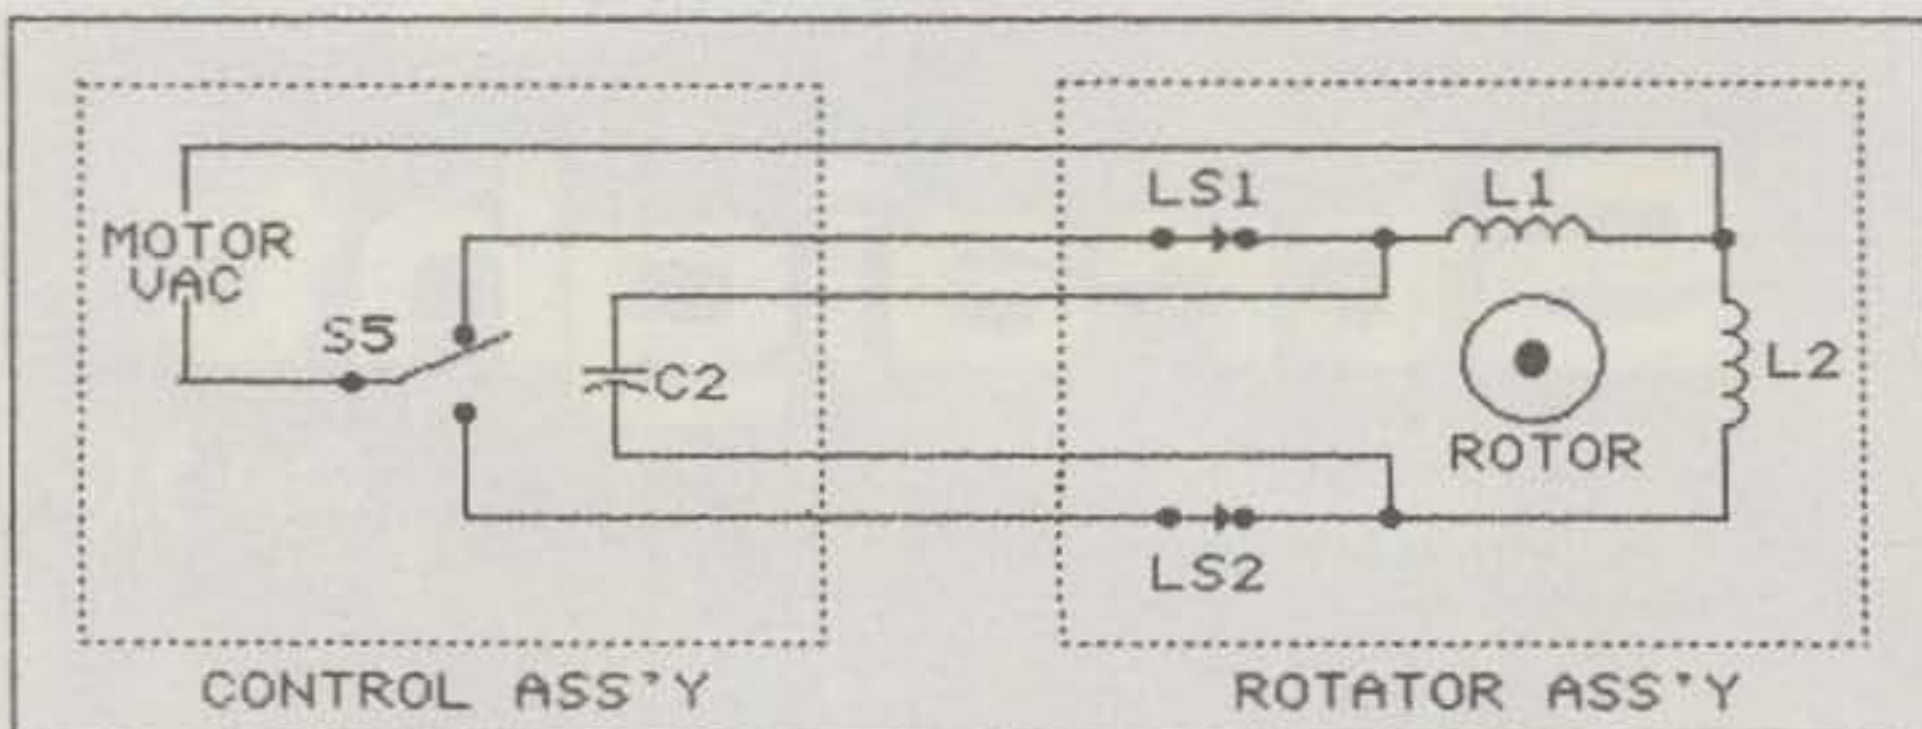 LS1
L1
MOTOR
VAC
S5
C2
L2
ROTOR
LS2
CONTROL ASS'Y
ROTATOR ASS'Y